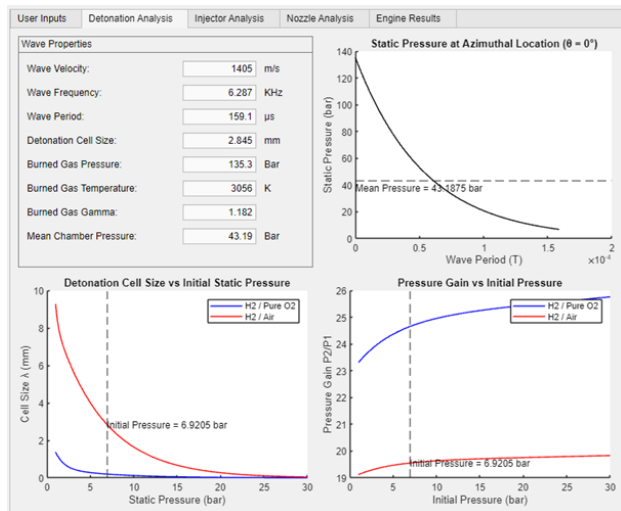 User Inputs
Detonation Analysis
Injector Analysis
Nozzle Analysis
Engine Results
Wave Properties
Wave Velocity: 1405 m/s
Wave Frequency: 6.287 KHz
Wave Period: 159.1 µs
Detonation Cell Size: 2.845 mm
Burned Gas Pressure: 135.3 Bar
Burned Gas Temperature: 3056 K
Burned Gas Gamma: 1.182
Mean Chamber Pressure: 43.19 Bar
Static Pressure at Azimuthal Location (θ = 0°)
Static Pressure (bar)
140
120
100
80
60
40
20
0
Mean Pressure = 43.1875 bar
0 0.5 1 1.5 2
Wave Period (T) ×10⁻⁴
Detonation Cell Size vs Initial Static Pressure
Cell Size λ (mm)
10
8
6
4
2
0
H2 / Pure O2
H2 / Air
Initial Pressure = 6.9205 bar
0 5 10 15 20 25 30
Static Pressure (bar)
Pressure Gain vs Initial Pressure
Pressure Gain P2/P1
26
25
24
23
22
21
20
19
H2 / Pure O2
H2 / Air
Initial Pressure = 6.9205 bar
0 5 10 15 20 25 30
Initial Pressure (bar)